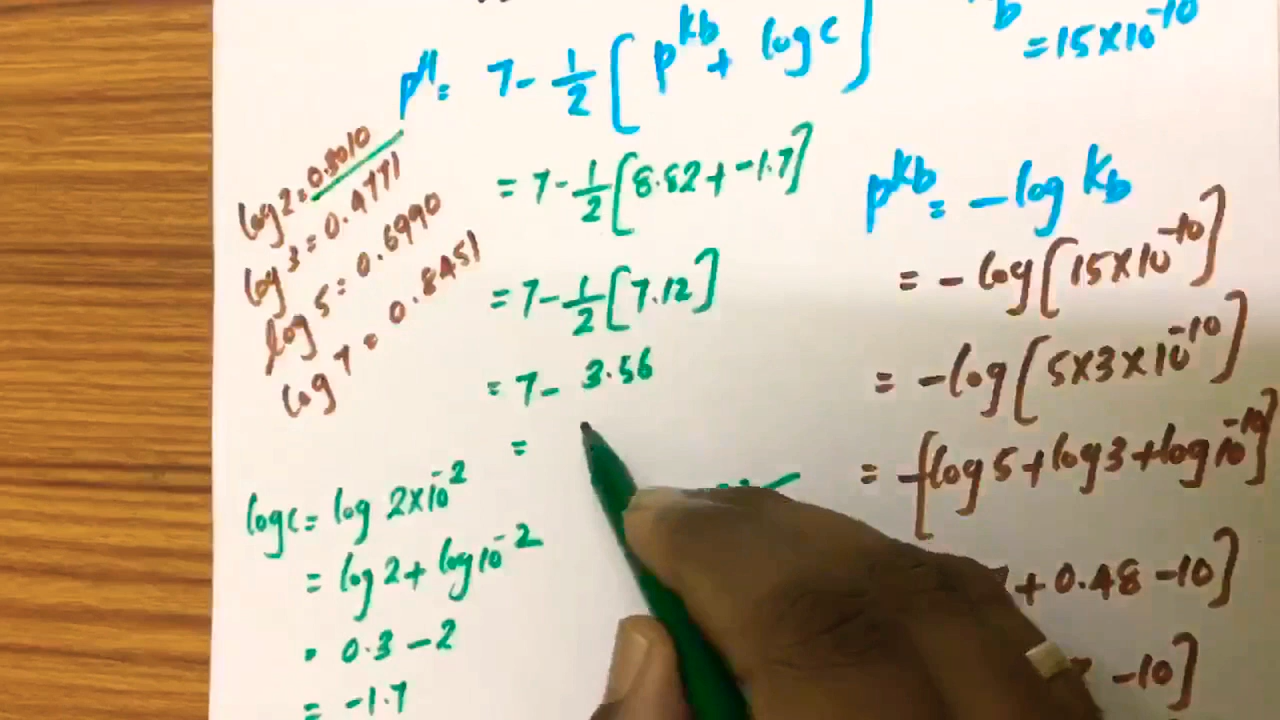 pH = 7 - 1/2 [pkb + log c]
b
= 15×10^-10
log 2 = 0.3010
log 3 = 0.4771
log 5 = 0.6990
log 7 = 0.8451
= 7 - 1/2 [8.82 + -1.7]
= 7 - 1/2 [7.12]
= 7 - 3.56
=
log c = log 2×10^-2
= log 2 + log 10^-2
= 0.3 - 2
= -1.7
pkb = -log kb
= -log [15×10^-10]
= -log [5×3×10^-10]
= -[log 5 + log 3 + log 10^-10]
+ 0.48 - 10]
- 10]